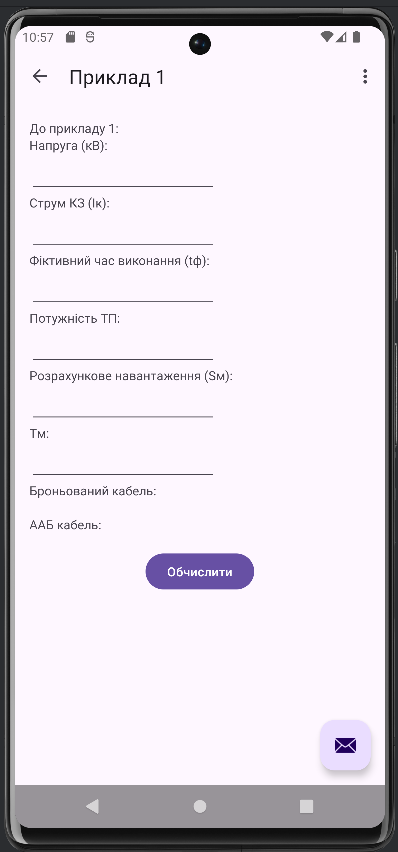 10:57
Приклад 1
До прикладу 1:
Напруга (кВ):
Струм КЗ (Ік):
Фіктивний час виконання (tф):
Потужність ТП:
Розрахункове навантаження (Sм):
Тм:
Броньований кабель:
ААБ кабель:
Обчислити